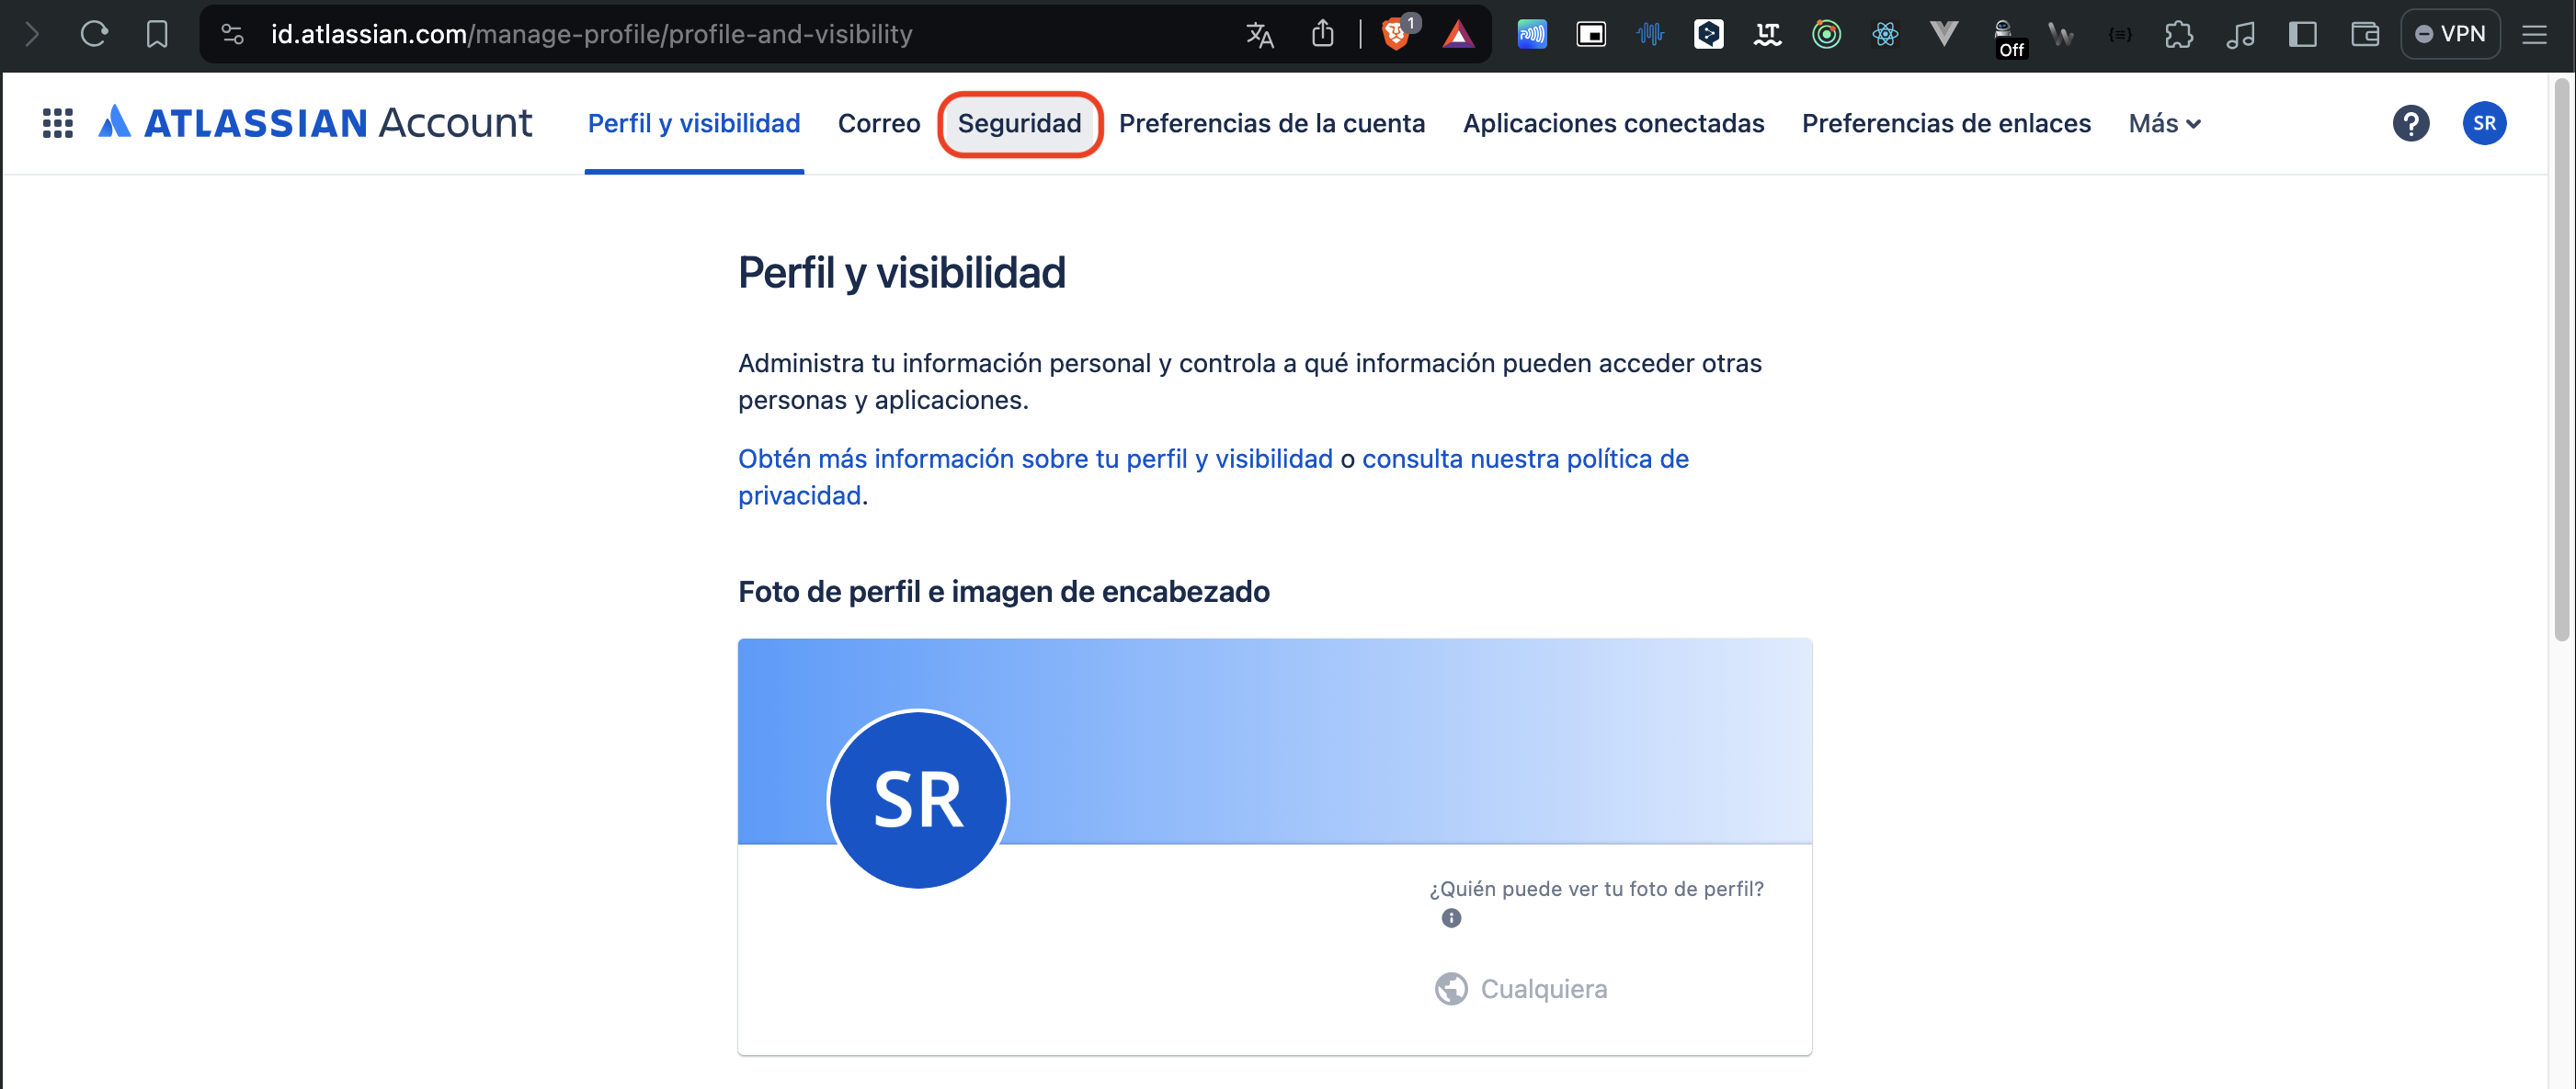 id.atlassian.com/manage-profile/profile-and-visibility
1
LT
Off
VPN
ATLASSIAN Account
Perfil y visibilidad
Correo
Seguridad
Preferencias de la cuenta
Aplicaciones conectadas
Preferencias de enlaces
Más
?
SR
Perfil y visibilidad
Administra tu información personal y controla a qué información pueden acceder otras
personas y aplicaciones.
Obtén más información sobre tu perfil y visibilidad o consulta nuestra política de
privacidad.
Foto de perfil e imagen de encabezado
SR
¿Quién puede ver tu foto de perfil?
Cualquiera